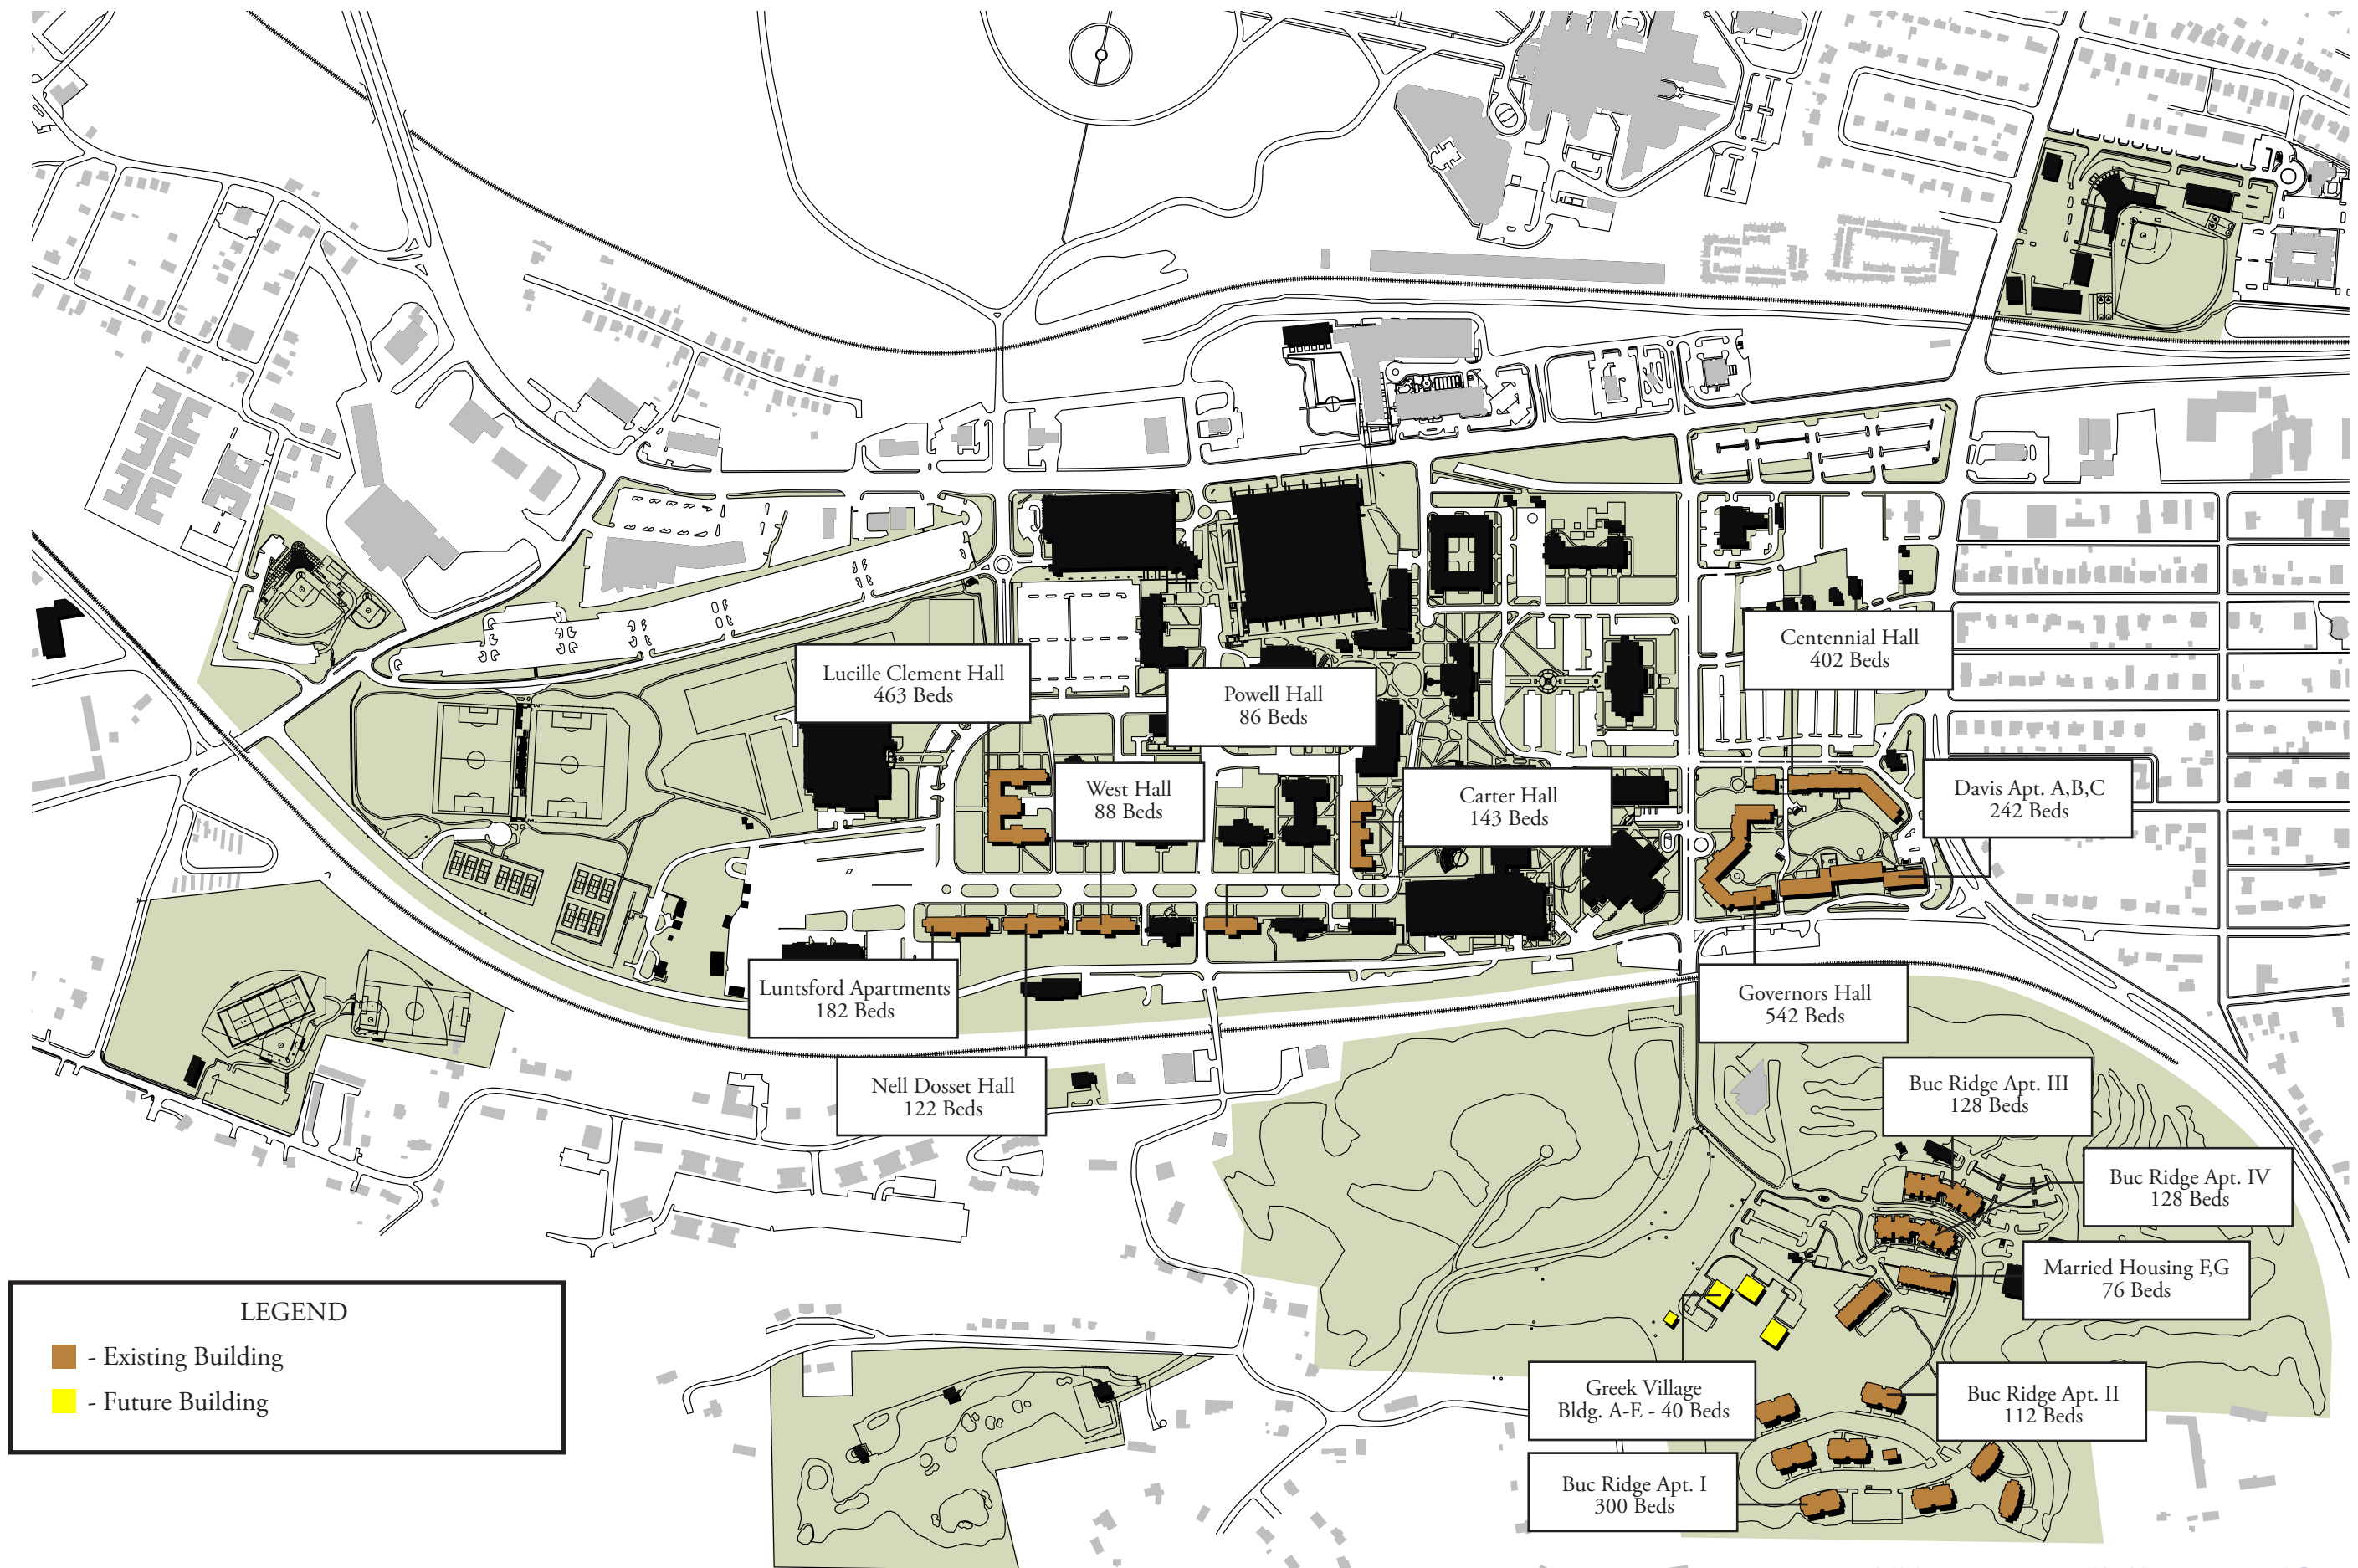 Lucille Clement Hall
463 Beds
Powell Hall
86 Beds
Centennial Hall
402 Beds
West Hall
88 Beds
Carter Hall
143 Beds
Davis Apt. A,B,C
242 Beds
Luntsford Apartments
182 Beds
Governors Hall
542 Beds
Nell Dosset Hall
122 Beds
Buc Ridge Apt. III
128 Beds
Buc Ridge Apt. IV
128 Beds
Married Housing F,G
76 Beds
Greek Village
Bldg. A-E - 40 Beds
Buc Ridge Apt. II
112 Beds
Buc Ridge Apt. I
300 Beds
LEGEND
- Existing Building
- Future Building